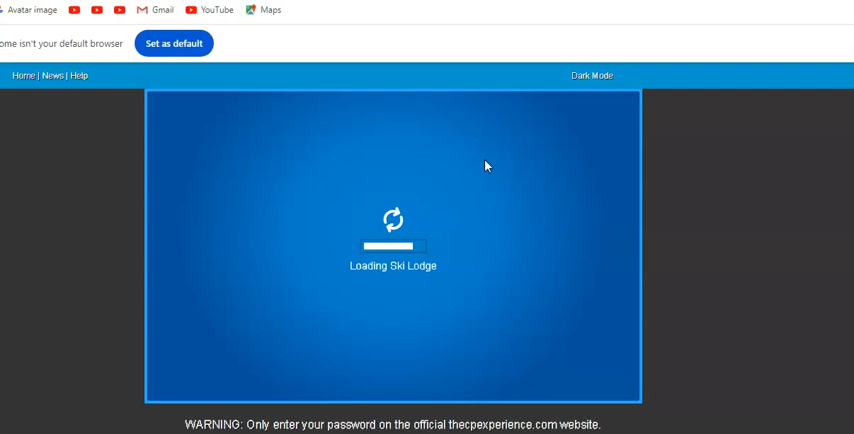 Avatar image Gmail YouTube Maps
ome isn't your default browser Set as default
Home | News | Help Dark Mode
Loading Ski Lodge
WARNING: Only enter your password on the official thecpexperience.com website.